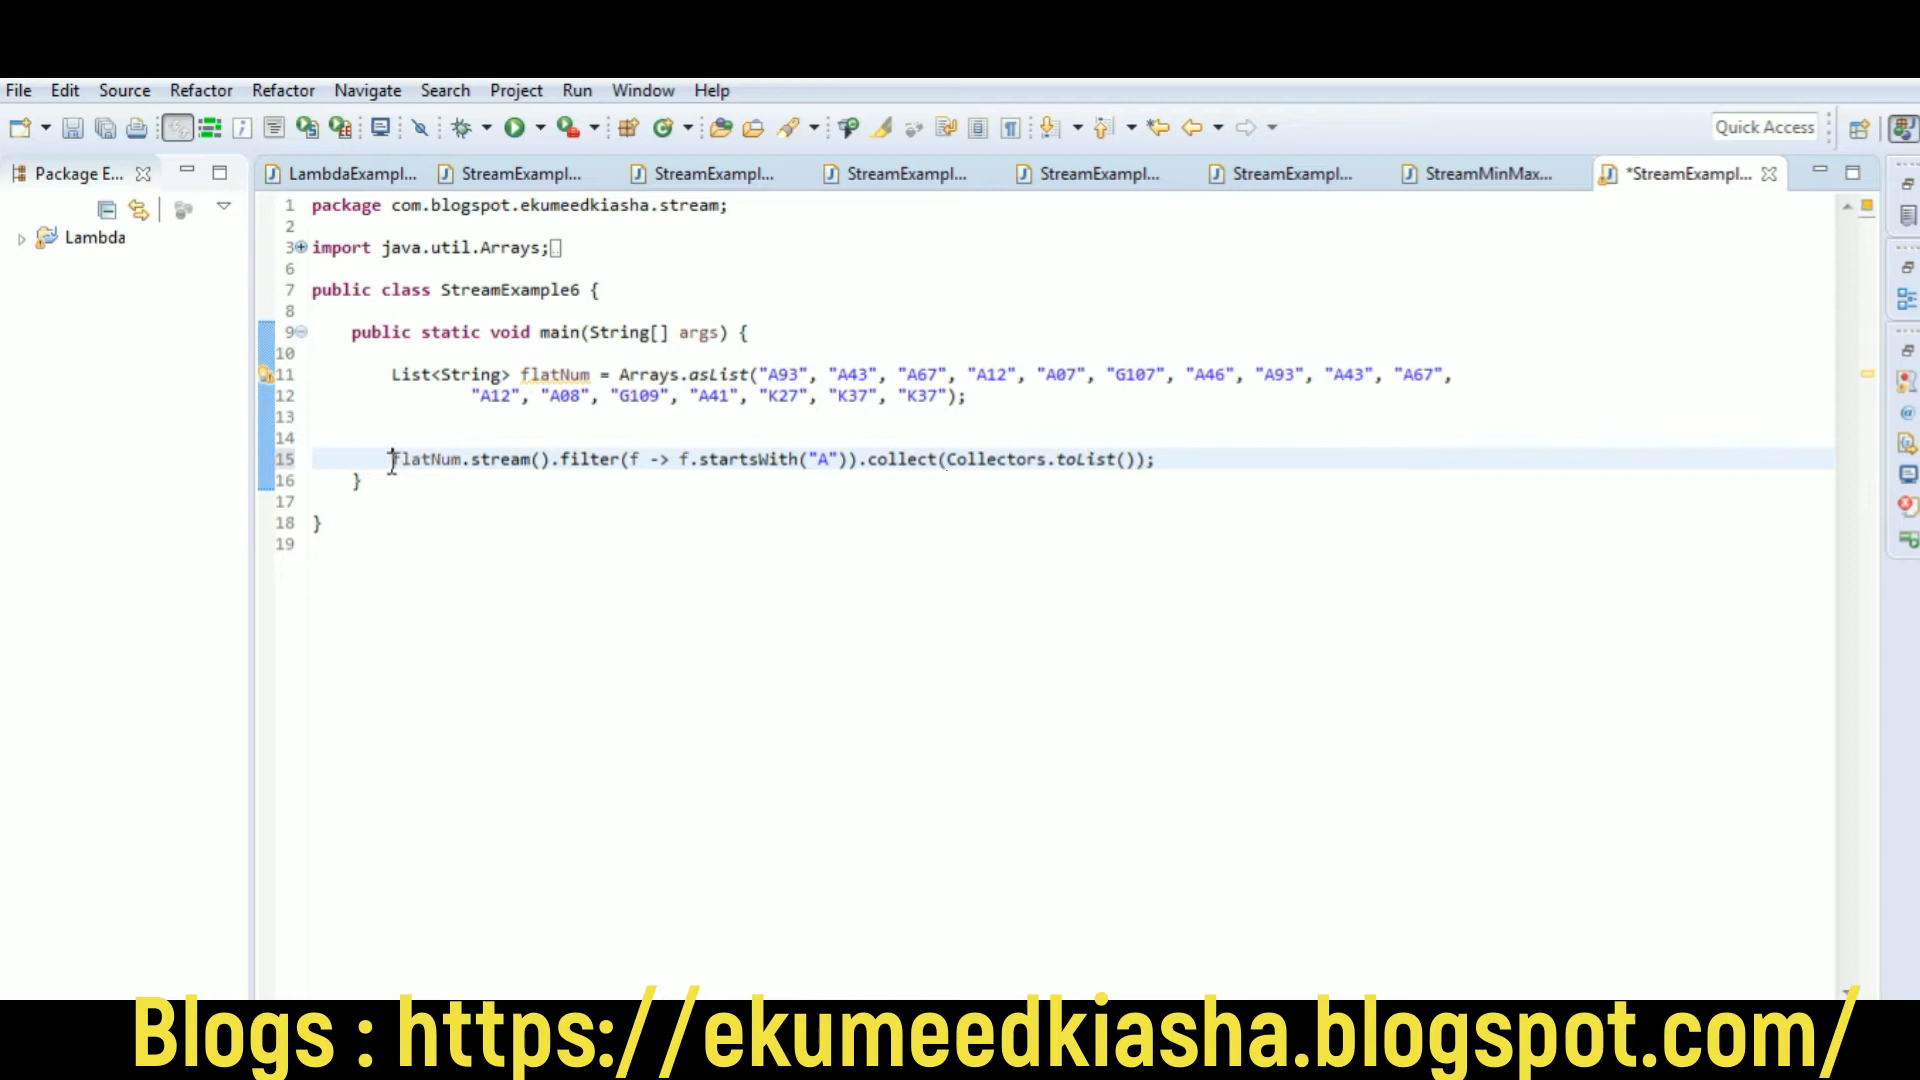 File Edit Source Refactor Refactor Navigate Search Project Run Window Help
Quick Access
Package E... LambdaExampl... StreamExampl... StreamExampl... StreamExampl... StreamExampl... StreamExampl... StreamMinMax... *StreamExampl...
Lambda
1 package com.blogspot.ekumeedkiasha.stream;
2
3 import java.util.Arrays;
6
7 public class StreamExample6 {
8
9 public static void main(String[] args) {
10
11 List<String> flatNum = Arrays.asList("A93", "A43", "A67", "A12", "A07", "G107", "A46", "A93", "A43", "A67",
12 "A12", "A08", "G109", "A41", "K27", "K37", "K37");
13
14
15 flatNum.stream().filter(f -> f.startsWith("A")).collect(Collectors.toList());
16 }
17
18 }
19
Blogs : https://ekumeedkiasha.blogspot.com/